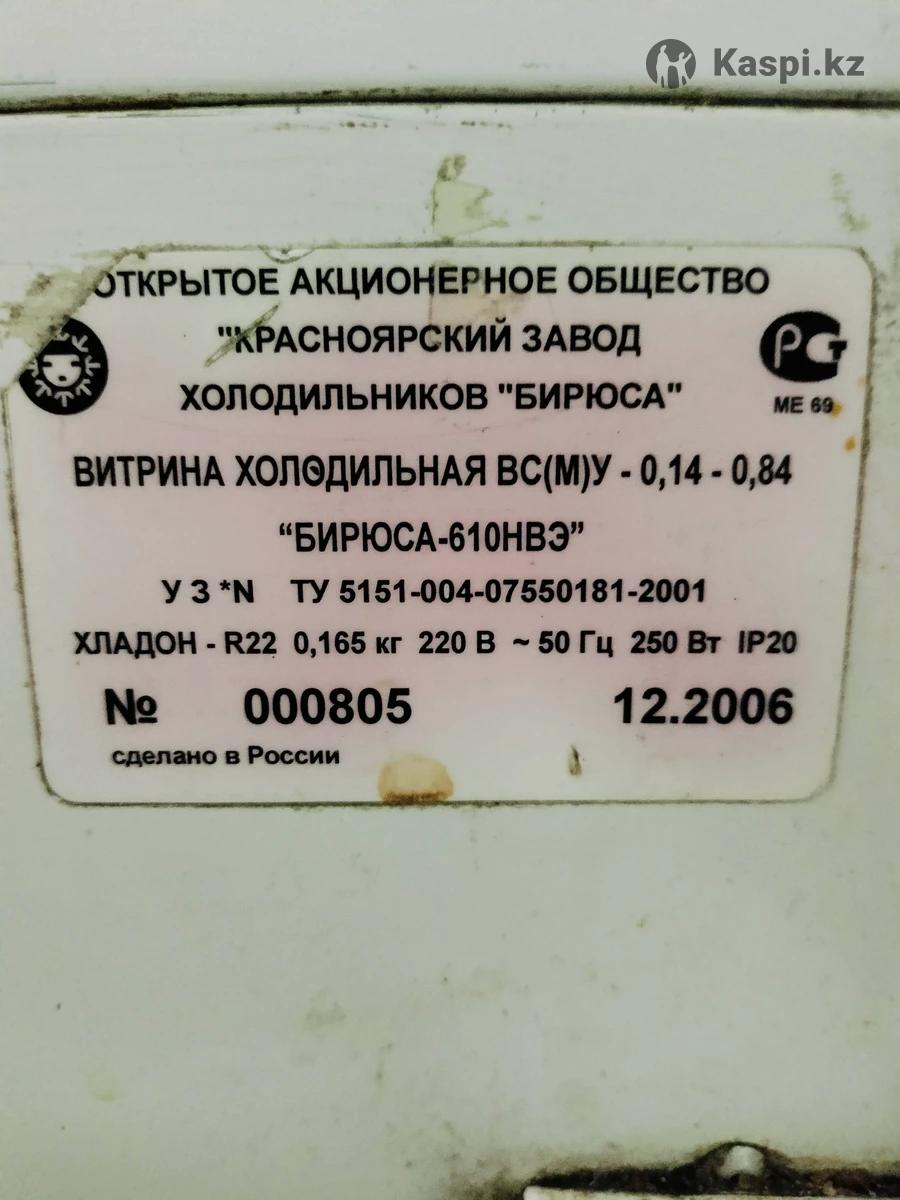 Kaspi.kz
ОТКРЫТОЕ АКЦИОНЕРНОЕ ОБЩЕСТВО
"КРАСНОЯРСКИЙ ЗАВОД
ХОЛОДИЛЬНИКОВ "БИРЮСА"
РСТ
МЕ 69
ВИТРИНА ХОЛОДИЛЬНАЯ ВС(М)У - 0,14 - 0,84
“БИРЮСА-610НВЭ”
У 3 *N ТУ 5151-004-07550181-2001
ХЛАДОН - R22 0,165 кг 220 В ~ 50 Гц 250 Вт IP20
№ 000805 12.2006
сделано в России